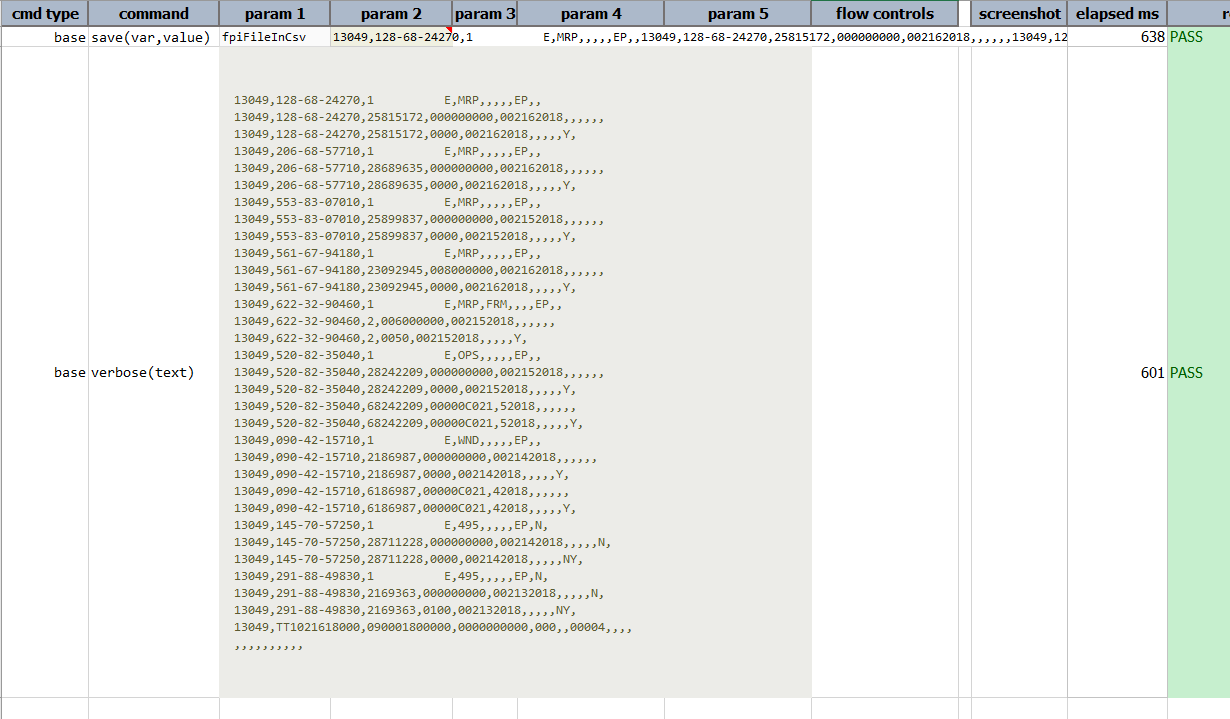 cmd type command param 1 param 2 param 3 param 4 param 5 flow controls screenshot elapsed ms
base save(var,value) fpiFileInCsv 13049,128-68-24270,1          E,MRP,,,,,EP,,13049,128-68-24270,25815172,000000000,002162018,,,,,,13049,12 638 PASS
13049,128-68-24270,1          E,MRP,,,,,EP,,
13049,128-68-24270,25815172,000000000,002162018,,,,,,
13049,128-68-24270,25815172,0000,002162018,,,,,Y,
13049,206-68-57710,1          E,MRP,,,,,EP,,
13049,206-68-57710,28689635,000000000,002162018,,,,,,
13049,206-68-57710,28689635,0000,002162018,,,,,Y,
13049,553-83-07010,1          E,MRP,,,,,EP,,
13049,553-83-07010,25899837,000000000,002152018,,,,,,
13049,553-83-07010,25899837,0000,002152018,,,,,Y,
13049,561-67-94180,1          E,MRP,,,,,EP,,
13049,561-67-94180,23092945,008000000,002162018,,,,,,
13049,561-67-94180,23092945,0000,002162018,,,,,Y,
13049,622-32-90460,1          E,MRP,FRM,,,,EP,,
13049,622-32-90460,2,006000000,002152018,,,,,,
13049,622-32-90460,2,0050,002152018,,,,,Y,
13049,520-82-35040,1          E,OPS,,,,,EP,,
base verbose(text) 13049,520-82-35040,28242209,000000000,002152018,,,,,, 601 PASS
13049,520-82-35040,28242209,0000,002152018,,,,,Y,
13049,520-82-35040,68242209,00000C021,52018,,,,,,
13049,520-82-35040,68242209,00000C021,52018,,,,,Y,
13049,090-42-15710,1          E,WND,,,,,EP,,
13049,090-42-15710,2186987,000000000,002142018,,,,,,
13049,090-42-15710,2186987,0000,002142018,,,,,Y,
13049,090-42-15710,6186987,00000C021,42018,,,,,,
13049,090-42-15710,6186987,00000C021,42018,,,,,Y,
13049,145-70-57250,1          E,495,,,,,EP,N,
13049,145-70-57250,28711228,000000000,002142018,,,,,N,
13049,145-70-57250,28711228,0000,002142018,,,,,NY,
13049,291-88-49830,1          E,495,,,,,EP,N,
13049,291-88-49830,2169363,000000000,002132018,,,,,N,
13049,291-88-49830,2169363,0100,002132018,,,,,NY,
13049,TT1021618000,090001800000,0000000000,000,,00004,,,,
,,,,,,,,,,